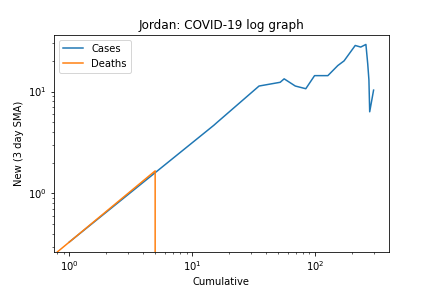 Jordan: COVID-19 log graph
Cases
Deaths
New (3 day SMA)
10¹
10⁰
10⁰
10¹
10²
Cumulative